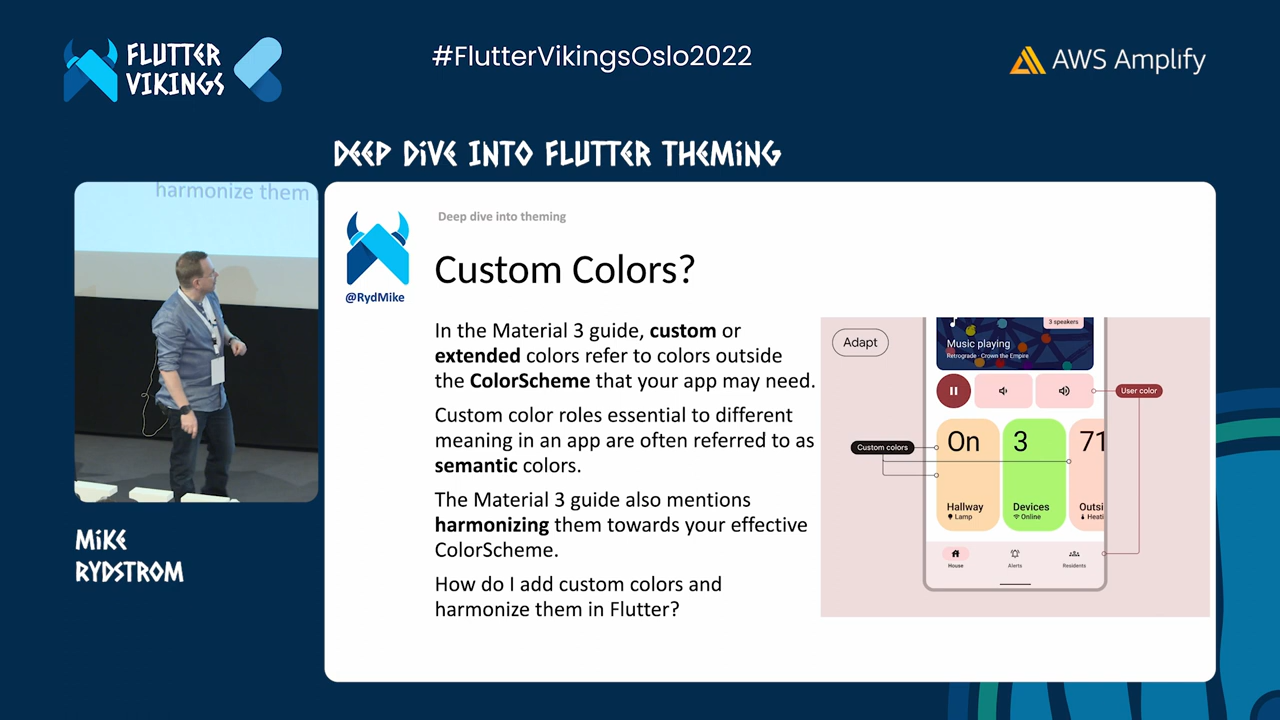 FLUTTER
VIKINGS
#FlutterVikingsOslo2022
AWS Amplify
DEEP DIVE INTO FLUTTER THEMING
harmonize them
Deep dive into theming
@RydMike
Custom Colors?
In the Material 3 guide, custom or
extended colors refer to colors outside
the ColorScheme that your app may need.
Custom color roles essential to different
meaning in an app are often referred to as
semantic colors.
The Material 3 guide also mentions
harmonizing them towards your effective
ColorScheme.
How do I add custom colors and
harmonize them in Flutter?
Adapt
3 speakers
Music playing
Retrograde · Crown the Empire
User color
Custom colors
On
3
71
Hallway
Lamp
Devices
Online
Outsi
Heati
House
Alerts
Residents
MIKE
RYDSTROM